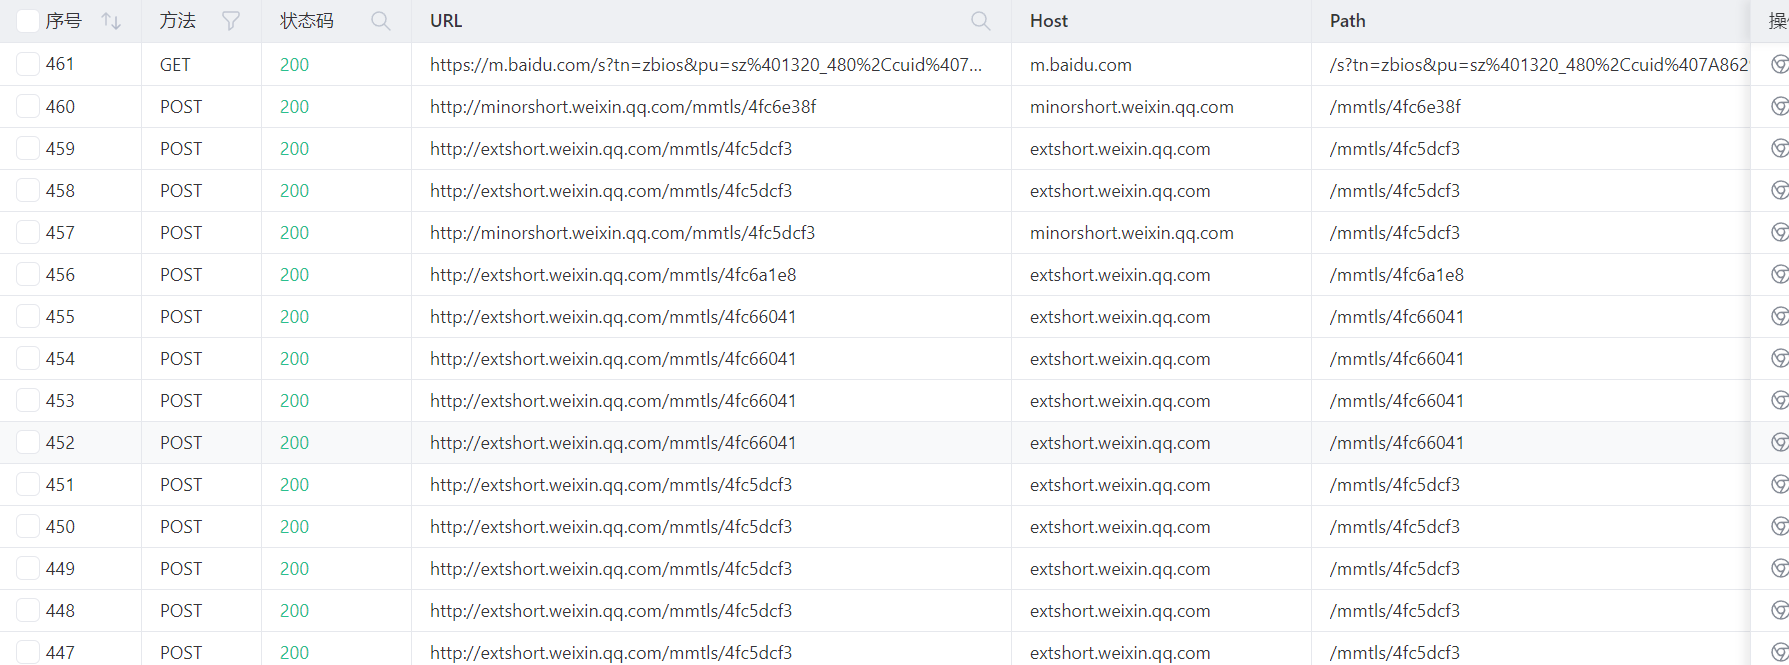 序号 方法 状态码 URL Host Path 操
461 GET 200 https://m.baidu.com/s?tn=zbios&pu=sz%401320_480%2Ccuid%407... m.baidu.com /s?tn=zbios&pu=sz%401320_480%2Ccuid%407A862
460 POST 200 http://minorshort.weixin.qq.com/mmtls/4fc6e38f minorshort.weixin.qq.com /mmtls/4fc6e38f
459 POST 200 http://extshort.weixin.qq.com/mmtls/4fc5dcf3 extshort.weixin.qq.com /mmtls/4fc5dcf3
458 POST 200 http://extshort.weixin.qq.com/mmtls/4fc5dcf3 extshort.weixin.qq.com /mmtls/4fc5dcf3
457 POST 200 http://minorshort.weixin.qq.com/mmtls/4fc5dcf3 minorshort.weixin.qq.com /mmtls/4fc5dcf3
456 POST 200 http://extshort.weixin.qq.com/mmtls/4fc6a1e8 extshort.weixin.qq.com /mmtls/4fc6a1e8
455 POST 200 http://extshort.weixin.qq.com/mmtls/4fc66041 extshort.weixin.qq.com /mmtls/4fc66041
454 POST 200 http://extshort.weixin.qq.com/mmtls/4fc66041 extshort.weixin.qq.com /mmtls/4fc66041
453 POST 200 http://extshort.weixin.qq.com/mmtls/4fc66041 extshort.weixin.qq.com /mmtls/4fc66041
452 POST 200 http://extshort.weixin.qq.com/mmtls/4fc66041 extshort.weixin.qq.com /mmtls/4fc66041
451 POST 200 http://extshort.weixin.qq.com/mmtls/4fc5dcf3 extshort.weixin.qq.com /mmtls/4fc5dcf3
450 POST 200 http://extshort.weixin.qq.com/mmtls/4fc5dcf3 extshort.weixin.qq.com /mmtls/4fc5dcf3
449 POST 200 http://extshort.weixin.qq.com/mmtls/4fc5dcf3 extshort.weixin.qq.com /mmtls/4fc5dcf3
448 POST 200 http://extshort.weixin.qq.com/mmtls/4fc5dcf3 extshort.weixin.qq.com /mmtls/4fc5dcf3
447 POST 200 http://extshort.weixin.qq.com/mmtls/4fc5dcf3 extshort.weixin.qq.com /mmtls/4fc5dcf3